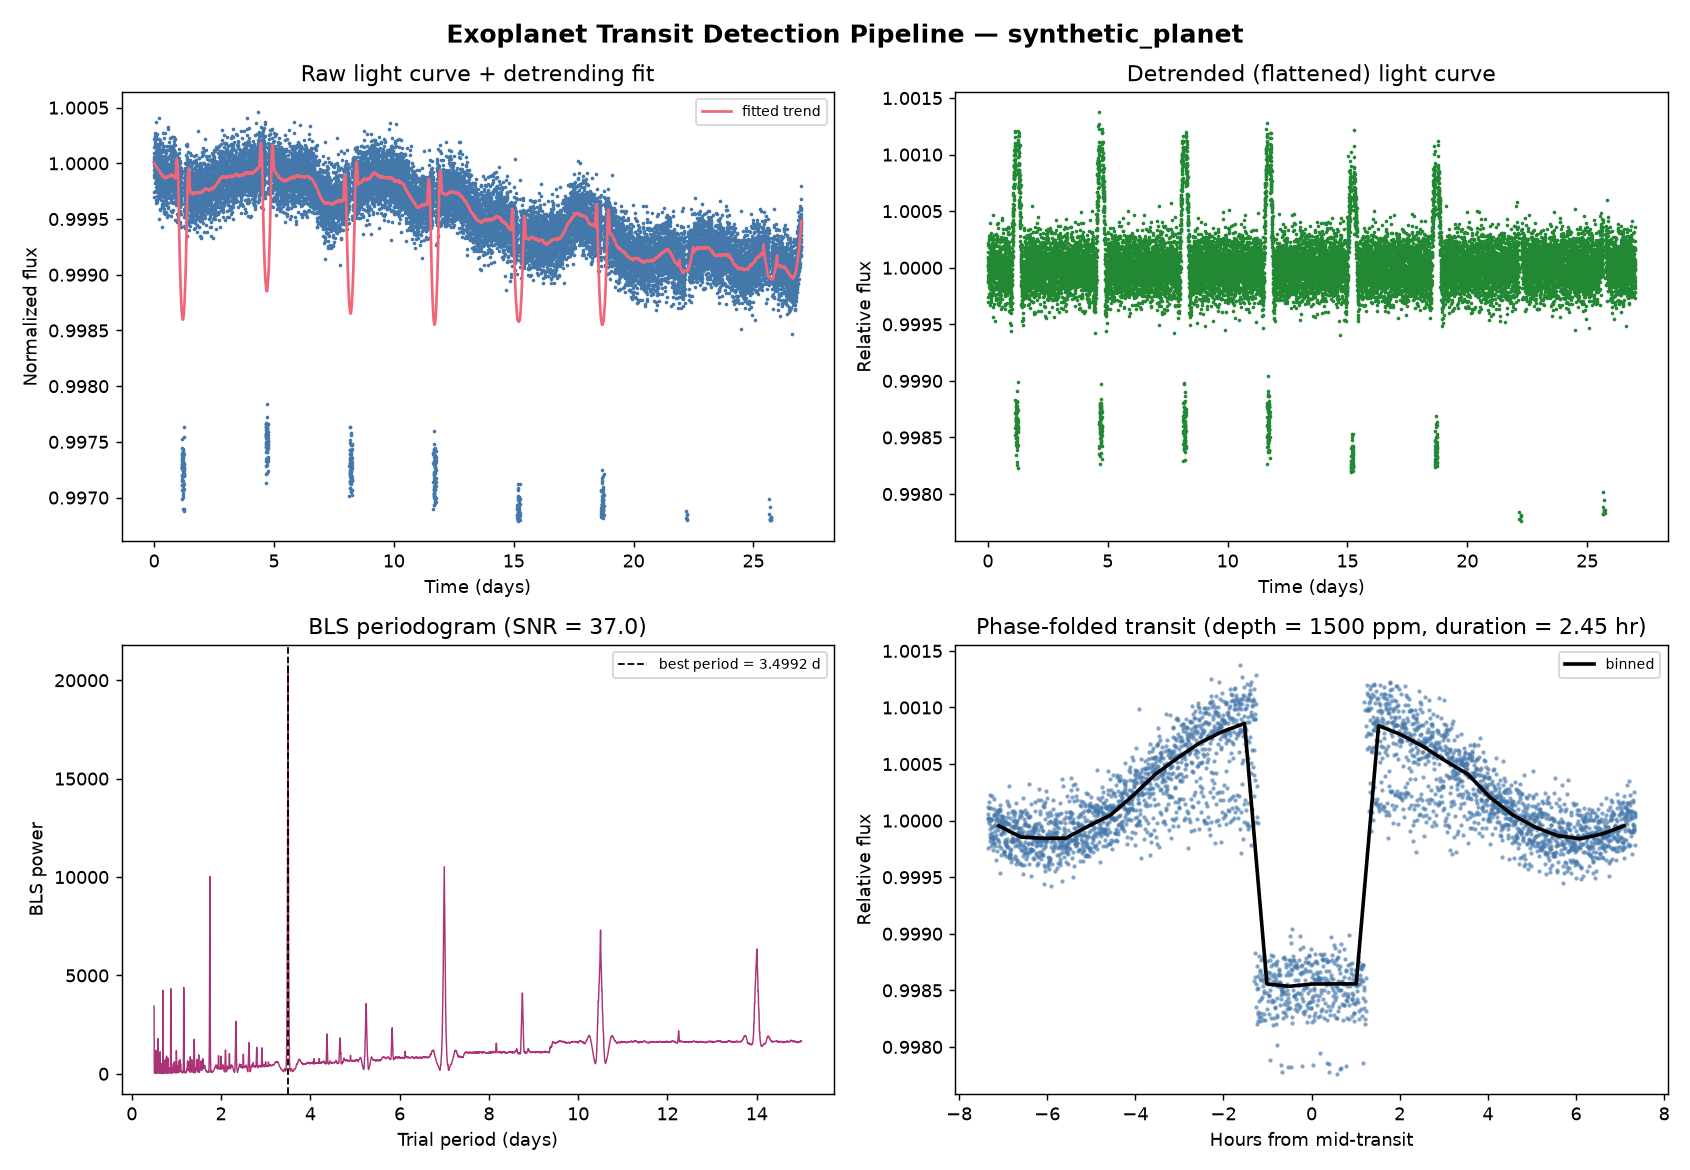 Exoplanet Transit Detection Pipeline — synthetic_planet
Raw light curve + detrending fit
fitted trend
1.0005
1.0000
0.9995
0.9990
0.9985
0.9980
0.9975
0.9970
Normalized flux
0 5 10 15 20 25
Time (days)
Detrended (flattened) light curve
1.0015
1.0010
1.0005
1.0000
0.9995
0.9990
0.9985
0.9980
Relative flux
0 5 10 15 20 25
Time (days)
BLS periodogram (SNR = 37.0)
best period = 3.4992 d
20000
15000
10000
5000
0
BLS power
0 2 4 6 8 10 12 14
Trial period (days)
Phase-folded transit (depth = 1500 ppm, duration = 2.45 hr)
binned
1.0015
1.0010
1.0005
1.0000
0.9995
0.9990
0.9985
0.9980
Relative flux
−8 −6 −4 −2 0 2 4 6 8
Hours from mid-transit